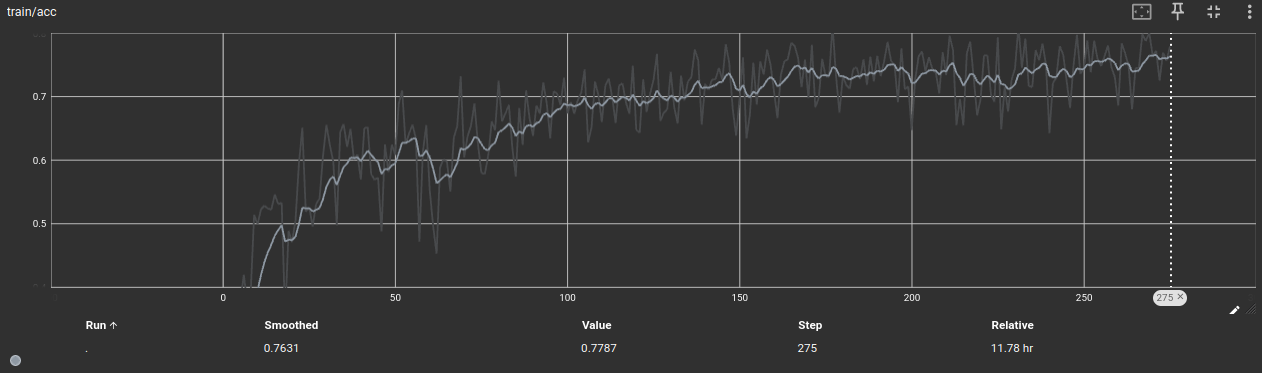 train/acc
0.7
0.6
0.5
0 50 100 150 200 250 275 ×
Run ↑ Smoothed Value Step Relative
. 0.7631 0.7787 275 11.78 hr